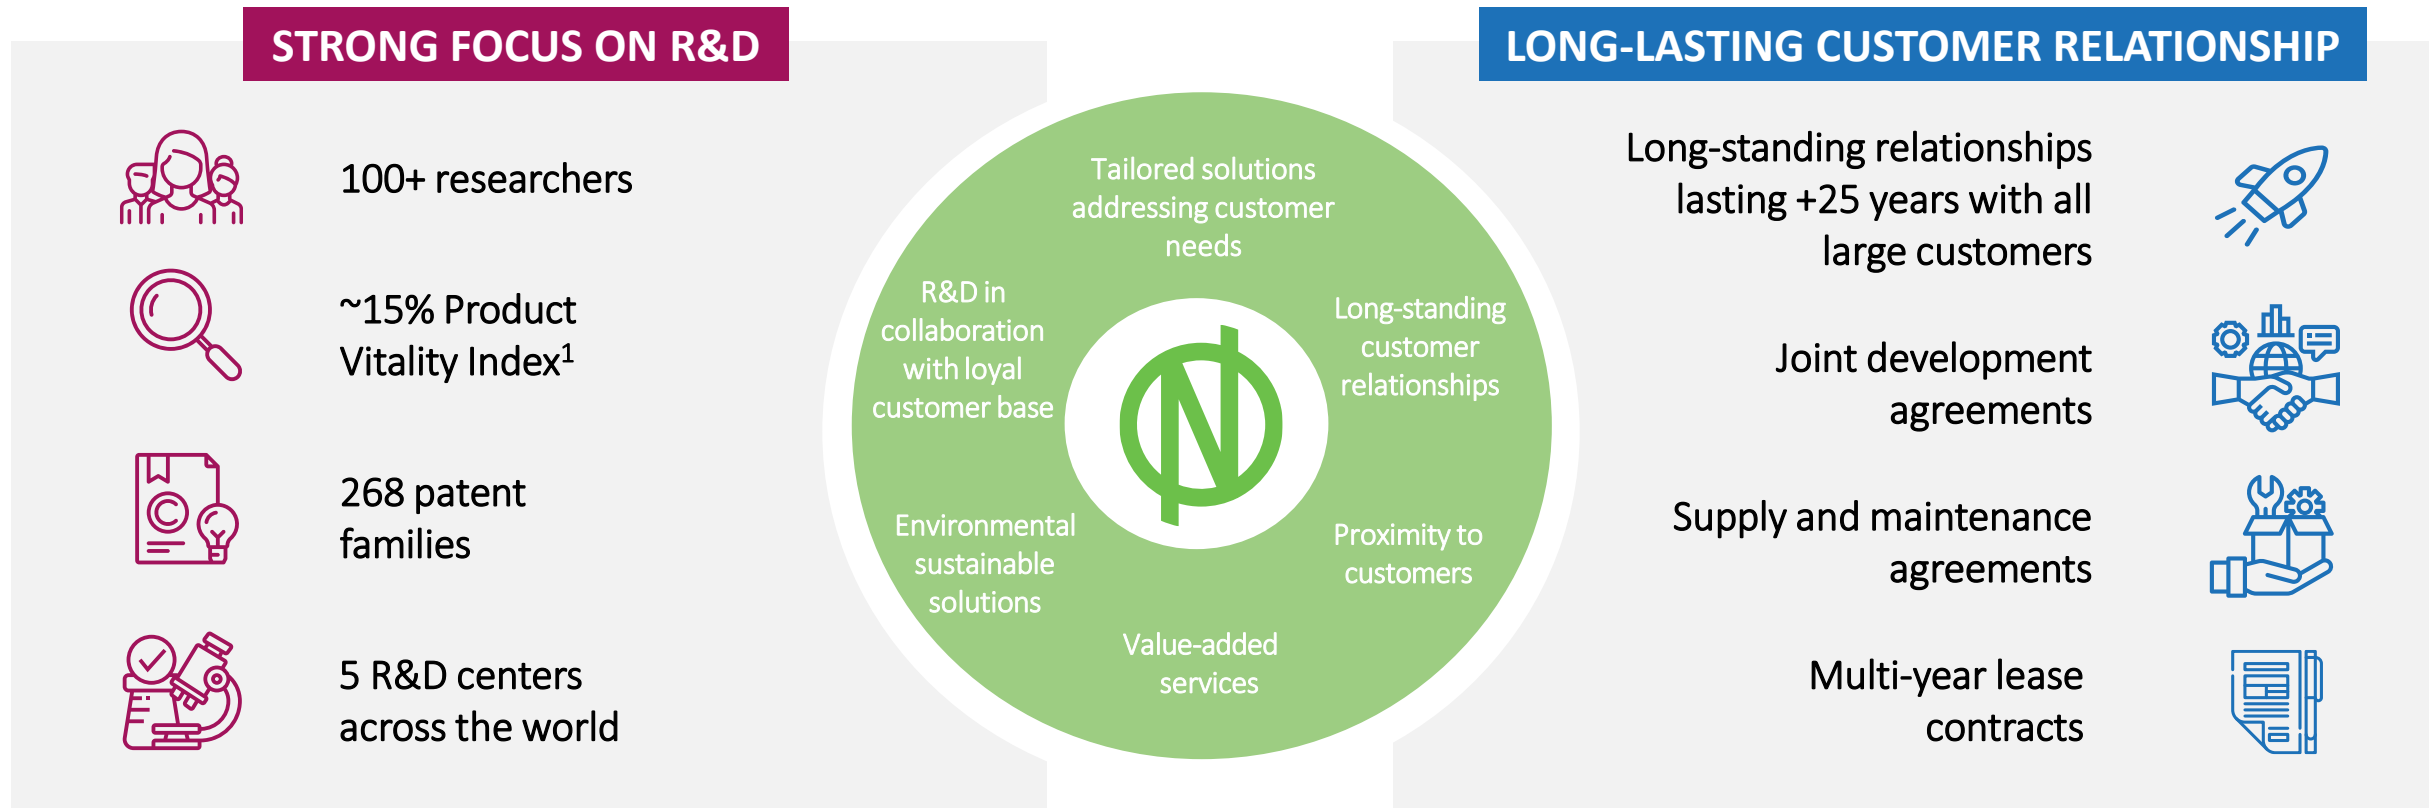 STRONG FOCUS ON R&D
100+ researchers
~15% Product
Vitality Index¹
268 patent
families
5 R&D centers
across the world
Tailored solutions
addressing customer
needs
R&D in
collaboration
with loyal
customer base
Long-standing
customer
relationships
Environmental
sustainable
solutions
Proximity to
customers
Value-added
services
LONG-LASTING CUSTOMER RELATIONSHIP
Long-standing relationships
lasting +25 years with all
large customers
Joint development
agreements
Supply and maintenance
agreements
Multi-year lease
contracts